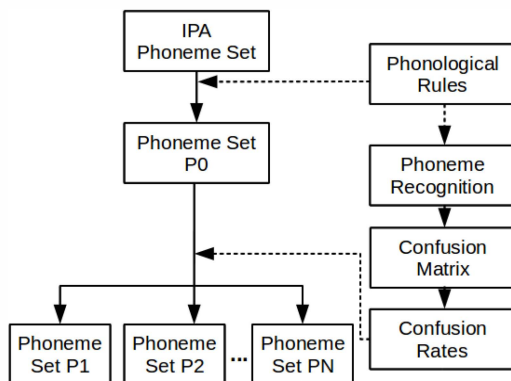 IPA
Phoneme Set
Phonological
Rules
Phoneme Set
P0
Phoneme
Recognition
Confusion
Matrix
Confusion
Rates
Phoneme
Set P1
Phoneme
Set P2
...
Phoneme
Set PN